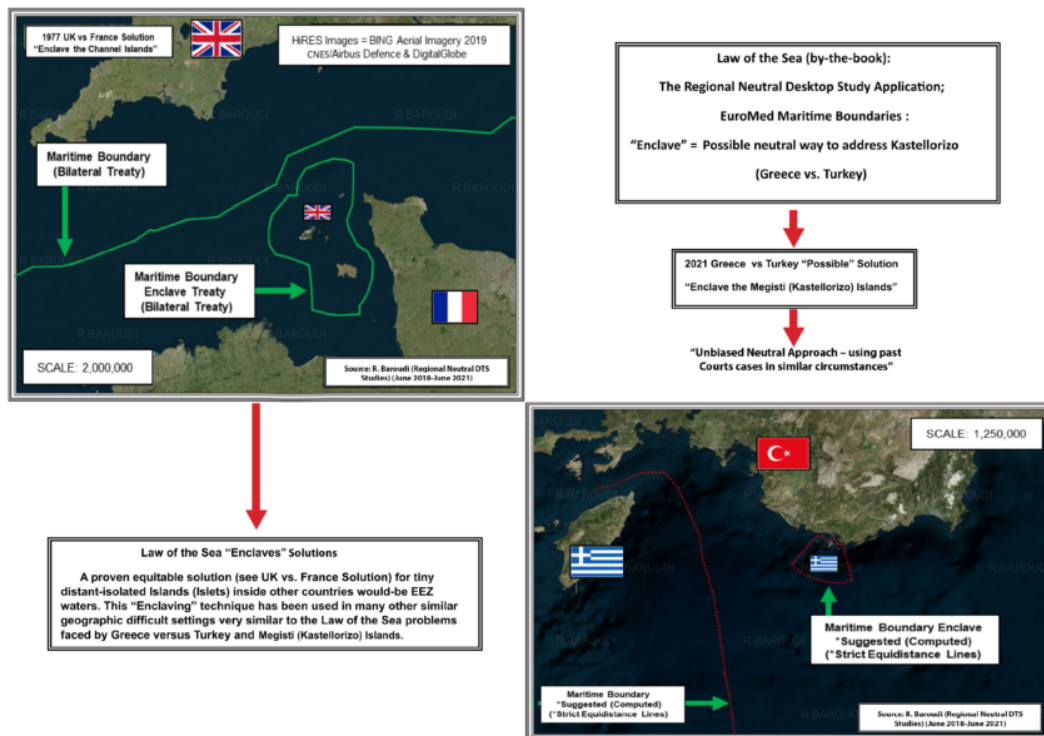 1977 UK vs France Solution
"Enclave the Channel Islands"
HiRES Images = BING Aerial Imagery 2019
CNES/Airbus Defence & DigitalGlobe
R.BAROUDI
R.BAROUDI
R.BAROUDI
Maritime Boundary
(Bilateral Treaty)
R.BAROUDI
R.BAROUDI
Maritime Boundary
Enclave Treaty
(Bilateral Treaty)
R.BAROUDI
R.BAROUDI
SCALE: 2,000,000
Source: R. Baroudi (Regional Neutral DTS
Studies) (June 2018-June 2021)
Law of the Sea (by-the-book):
The Regional Neutral Desktop Study Application;
EuroMed Maritime Boundaries :
"Enclave" = Possible neutral way to address Kastellorizo
(Greece vs. Turkey)
2021 Greece vs Turkey "Possible" Solution
"Enclave the Megisti (Kastellorizo) Islands"
"Unbiased Neutral Approach – using past
Courts cases in similar circumstances"
Law of the Sea "Enclaves" Solutions
A proven equitable solution (see UK vs. France Solution) for tiny
distant-isolated Islands (Islets) inside other countries would-be EEZ
waters. This "Enclaving" technique has been used in many other similar
geographic difficult settings very similar to the Law of the Sea problems
faced by Greece versus Turkey and Megisti (Kastellorizo) Islands.
SCALE: 1,250,000
R.BAROUDI
R.BAROUDI
R.BAROUDI
Maritime Boundary Enclave
*Suggested (Computed)
(*Strict Equidistance Lines)
Maritime Boundary
*Suggested (Computed)
(*Strict Equidistance Lines)
Source: R. Baroudi (Regional Neutral DTS
Studies) (June 2018-June 2021)